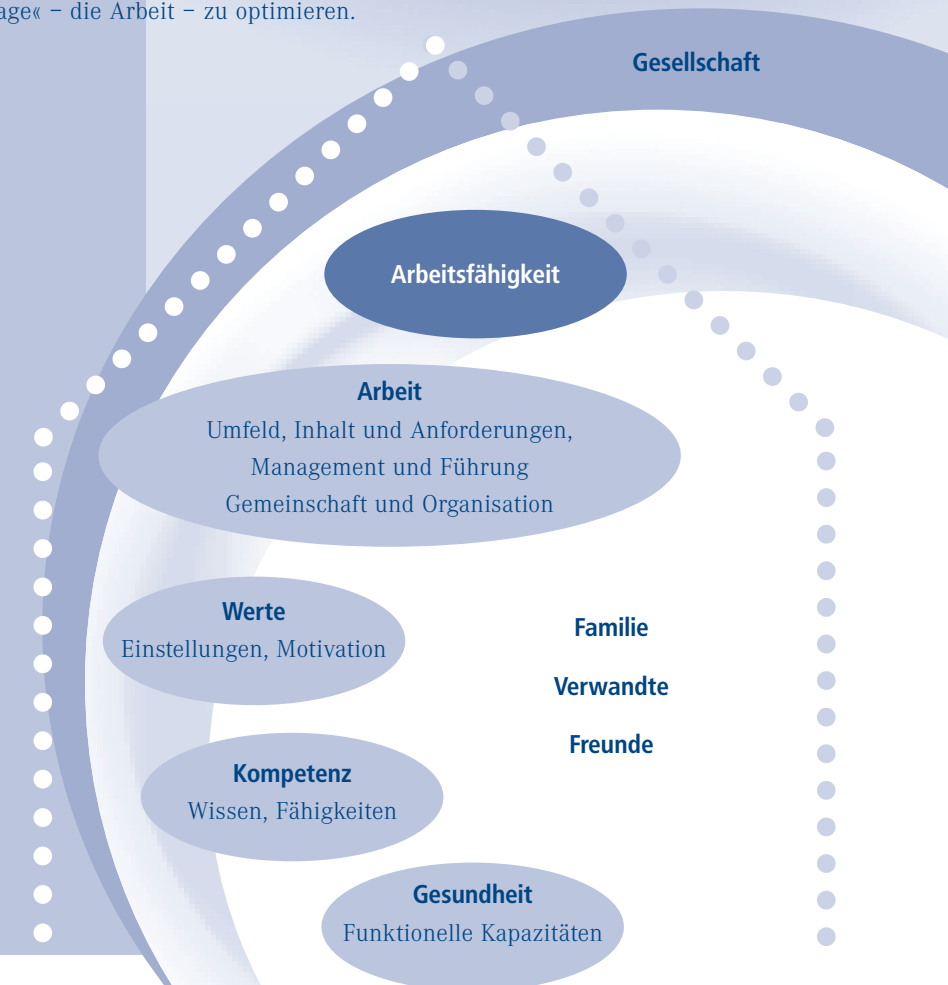 age« – die Arbeit – zu optimieren.
Gesellschaft
Arbeitsfähigkeit
Arbeit
Umfeld, Inhalt und Anforderungen,
Management und Führung
Gemeinschaft und Organisation
Werte
Einstellungen, Motivation
Familie
Verwandte
Freunde
Kompetenz
Wissen, Fähigkeiten
Gesundheit
Funktionelle Kapazitäten